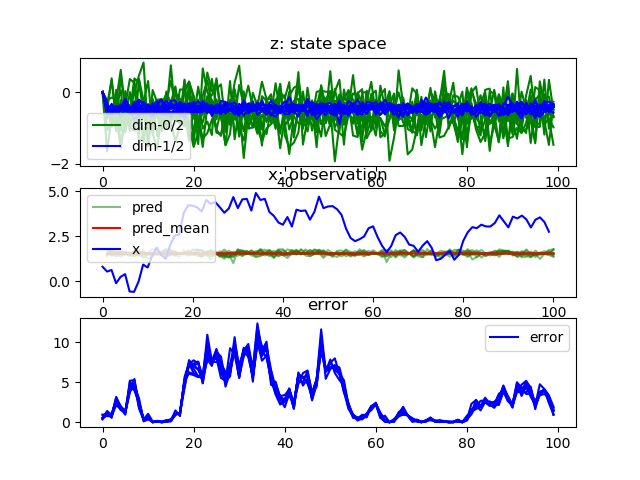 z: state space
0
−2
dim-0/2
dim-1/2
0 20 40 60 80 100
x: observation
5.0
2.5
0.0
pred
pred_mean
x
0 20 40 60 80 100
error
10
5
0
error
0 20 40 60 80 100